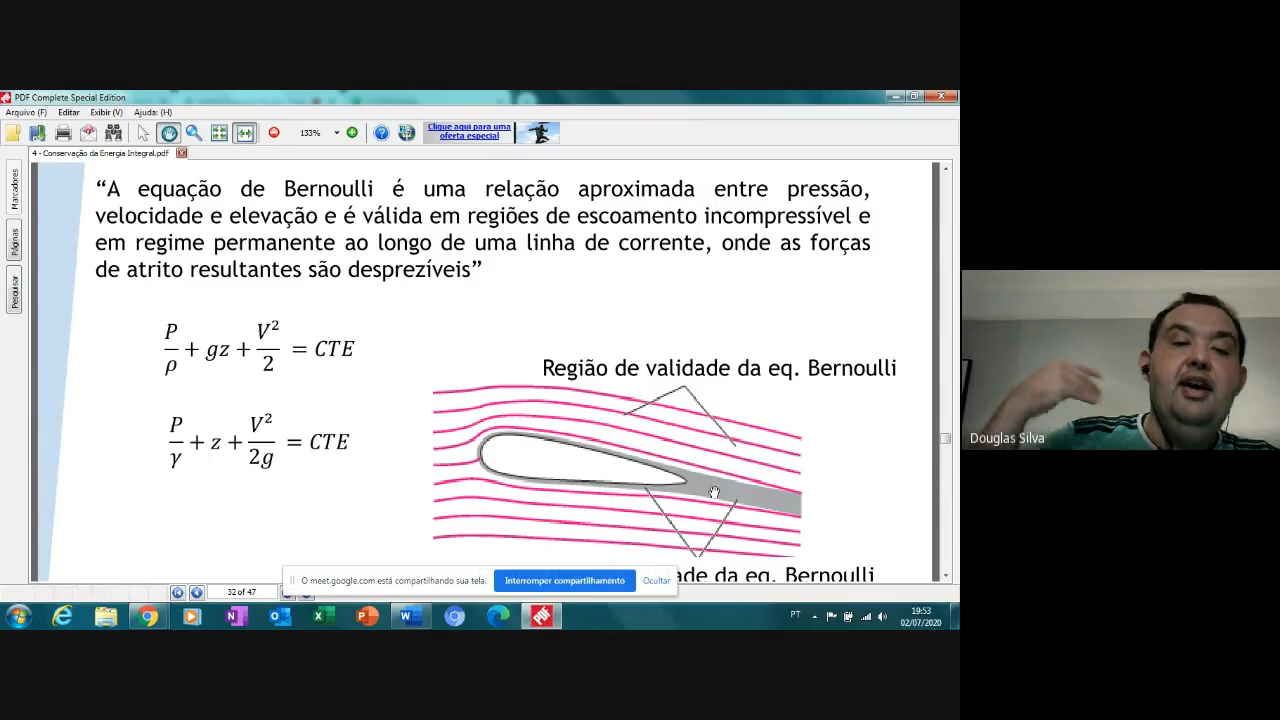 PDF Complete Special Edition
Arquivo (F) Editar Exibir (V) Ajuda: (H)
133%
Clique aqui para uma
oferta especial
4 - Conservação da Energia Integral.pdf
Marcadores
Páginas
Pesquisar
“A equação de Bernoulli é uma relação aproximada entre pressão,
velocidade e elevação e é válida em regiões de escoamento incompressível e
em regime permanente ao longo de uma linha de corrente, onde as forças
de atrito resultantes são desprezíveis”
P/ρ + gz + V²/2 = CTE
P/γ + z + V²/2g = CTE
Região de validade da eq. Bernoulli
ade da eq. Bernoulli
O meet.google.com está compartilhando sua tela.
Interromper compartilhamento
Ocultar
32 of 47
PT
19:53
02/07/2020
Douglas Silva